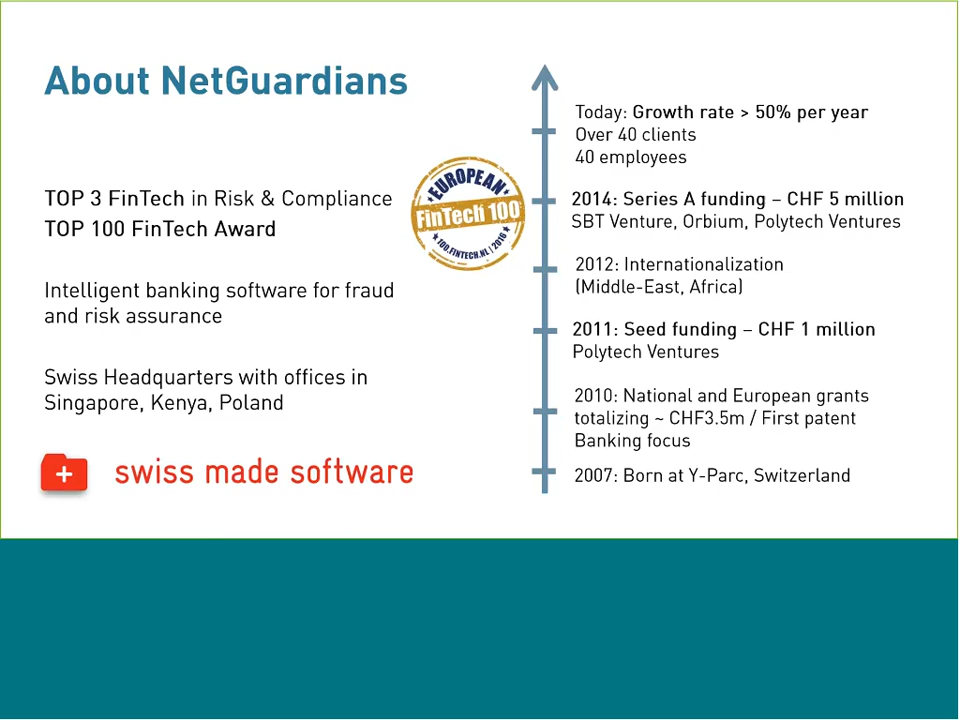 About NetGuardians
TOP 3 FinTech in Risk & Compliance
TOP 100 FinTech Award
EUROPEAN
FinTech 100
100.FINTECH.NL | 2016
Intelligent banking software for fraud
and risk assurance
Swiss Headquarters with offices in
Singapore, Kenya, Poland
swiss made software
Today: Growth rate > 50% per year
Over 40 clients
40 employees
2014: Series A funding – CHF 5 million
SBT Venture, Orbium, Polytech Ventures
2012: Internationalization
(Middle-East, Africa)
2011: Seed funding – CHF 1 million
Polytech Ventures
2010: National and European grants
totalizing ~ CHF3.5m / First patent
Banking focus
2007: Born at Y-Parc, Switzerland